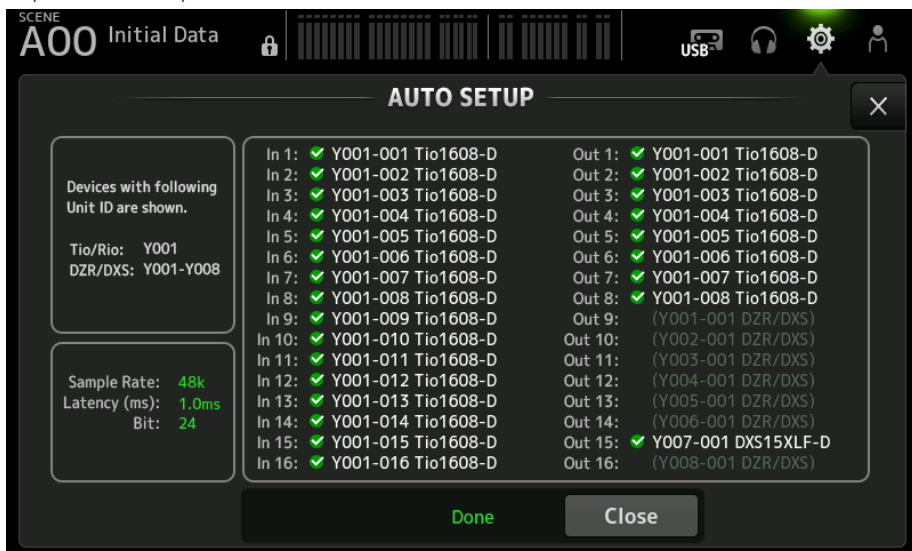 SCENE
A00 Initial Data
USB
AUTO SETUP
Devices with following
Unit ID are shown.
Tio/Rio: Y001
DZR/DXS: Y001-Y008
Sample Rate: 48k
Latency (ms): 1.0ms
Bit: 24
In 1: Y001-001 Tio1608-D
In 2: Y001-002 Tio1608-D
In 3: Y001-003 Tio1608-D
In 4: Y001-004 Tio1608-D
In 5: Y001-005 Tio1608-D
In 6: Y001-006 Tio1608-D
In 7: Y001-007 Tio1608-D
In 8: Y001-008 Tio1608-D
In 9: Y001-009 Tio1608-D
In 10: Y001-010 Tio1608-D
In 11: Y001-011 Tio1608-D
In 12: Y001-012 Tio1608-D
In 13: Y001-013 Tio1608-D
In 14: Y001-014 Tio1608-D
In 15: Y001-015 Tio1608-D
In 16: Y001-016 Tio1608-D
Out 1: Y001-001 Tio1608-D
Out 2: Y001-002 Tio1608-D
Out 3: Y001-003 Tio1608-D
Out 4: Y001-004 Tio1608-D
Out 5: Y001-005 Tio1608-D
Out 6: Y001-006 Tio1608-D
Out 7: Y001-007 Tio1608-D
Out 8: Y001-008 Tio1608-D
Out 9: (Y001-001 DZR/DXS)
Out 10: (Y002-001 DZR/DXS)
Out 11: (Y003-001 DZR/DXS)
Out 12: (Y004-001 DZR/DXS)
Out 13: (Y005-001 DZR/DXS)
Out 14: (Y006-001 DZR/DXS)
Out 15: Y007-001 DXS15XLF-D
Out 16: (Y008-001 DZR/DXS)
Done
Close